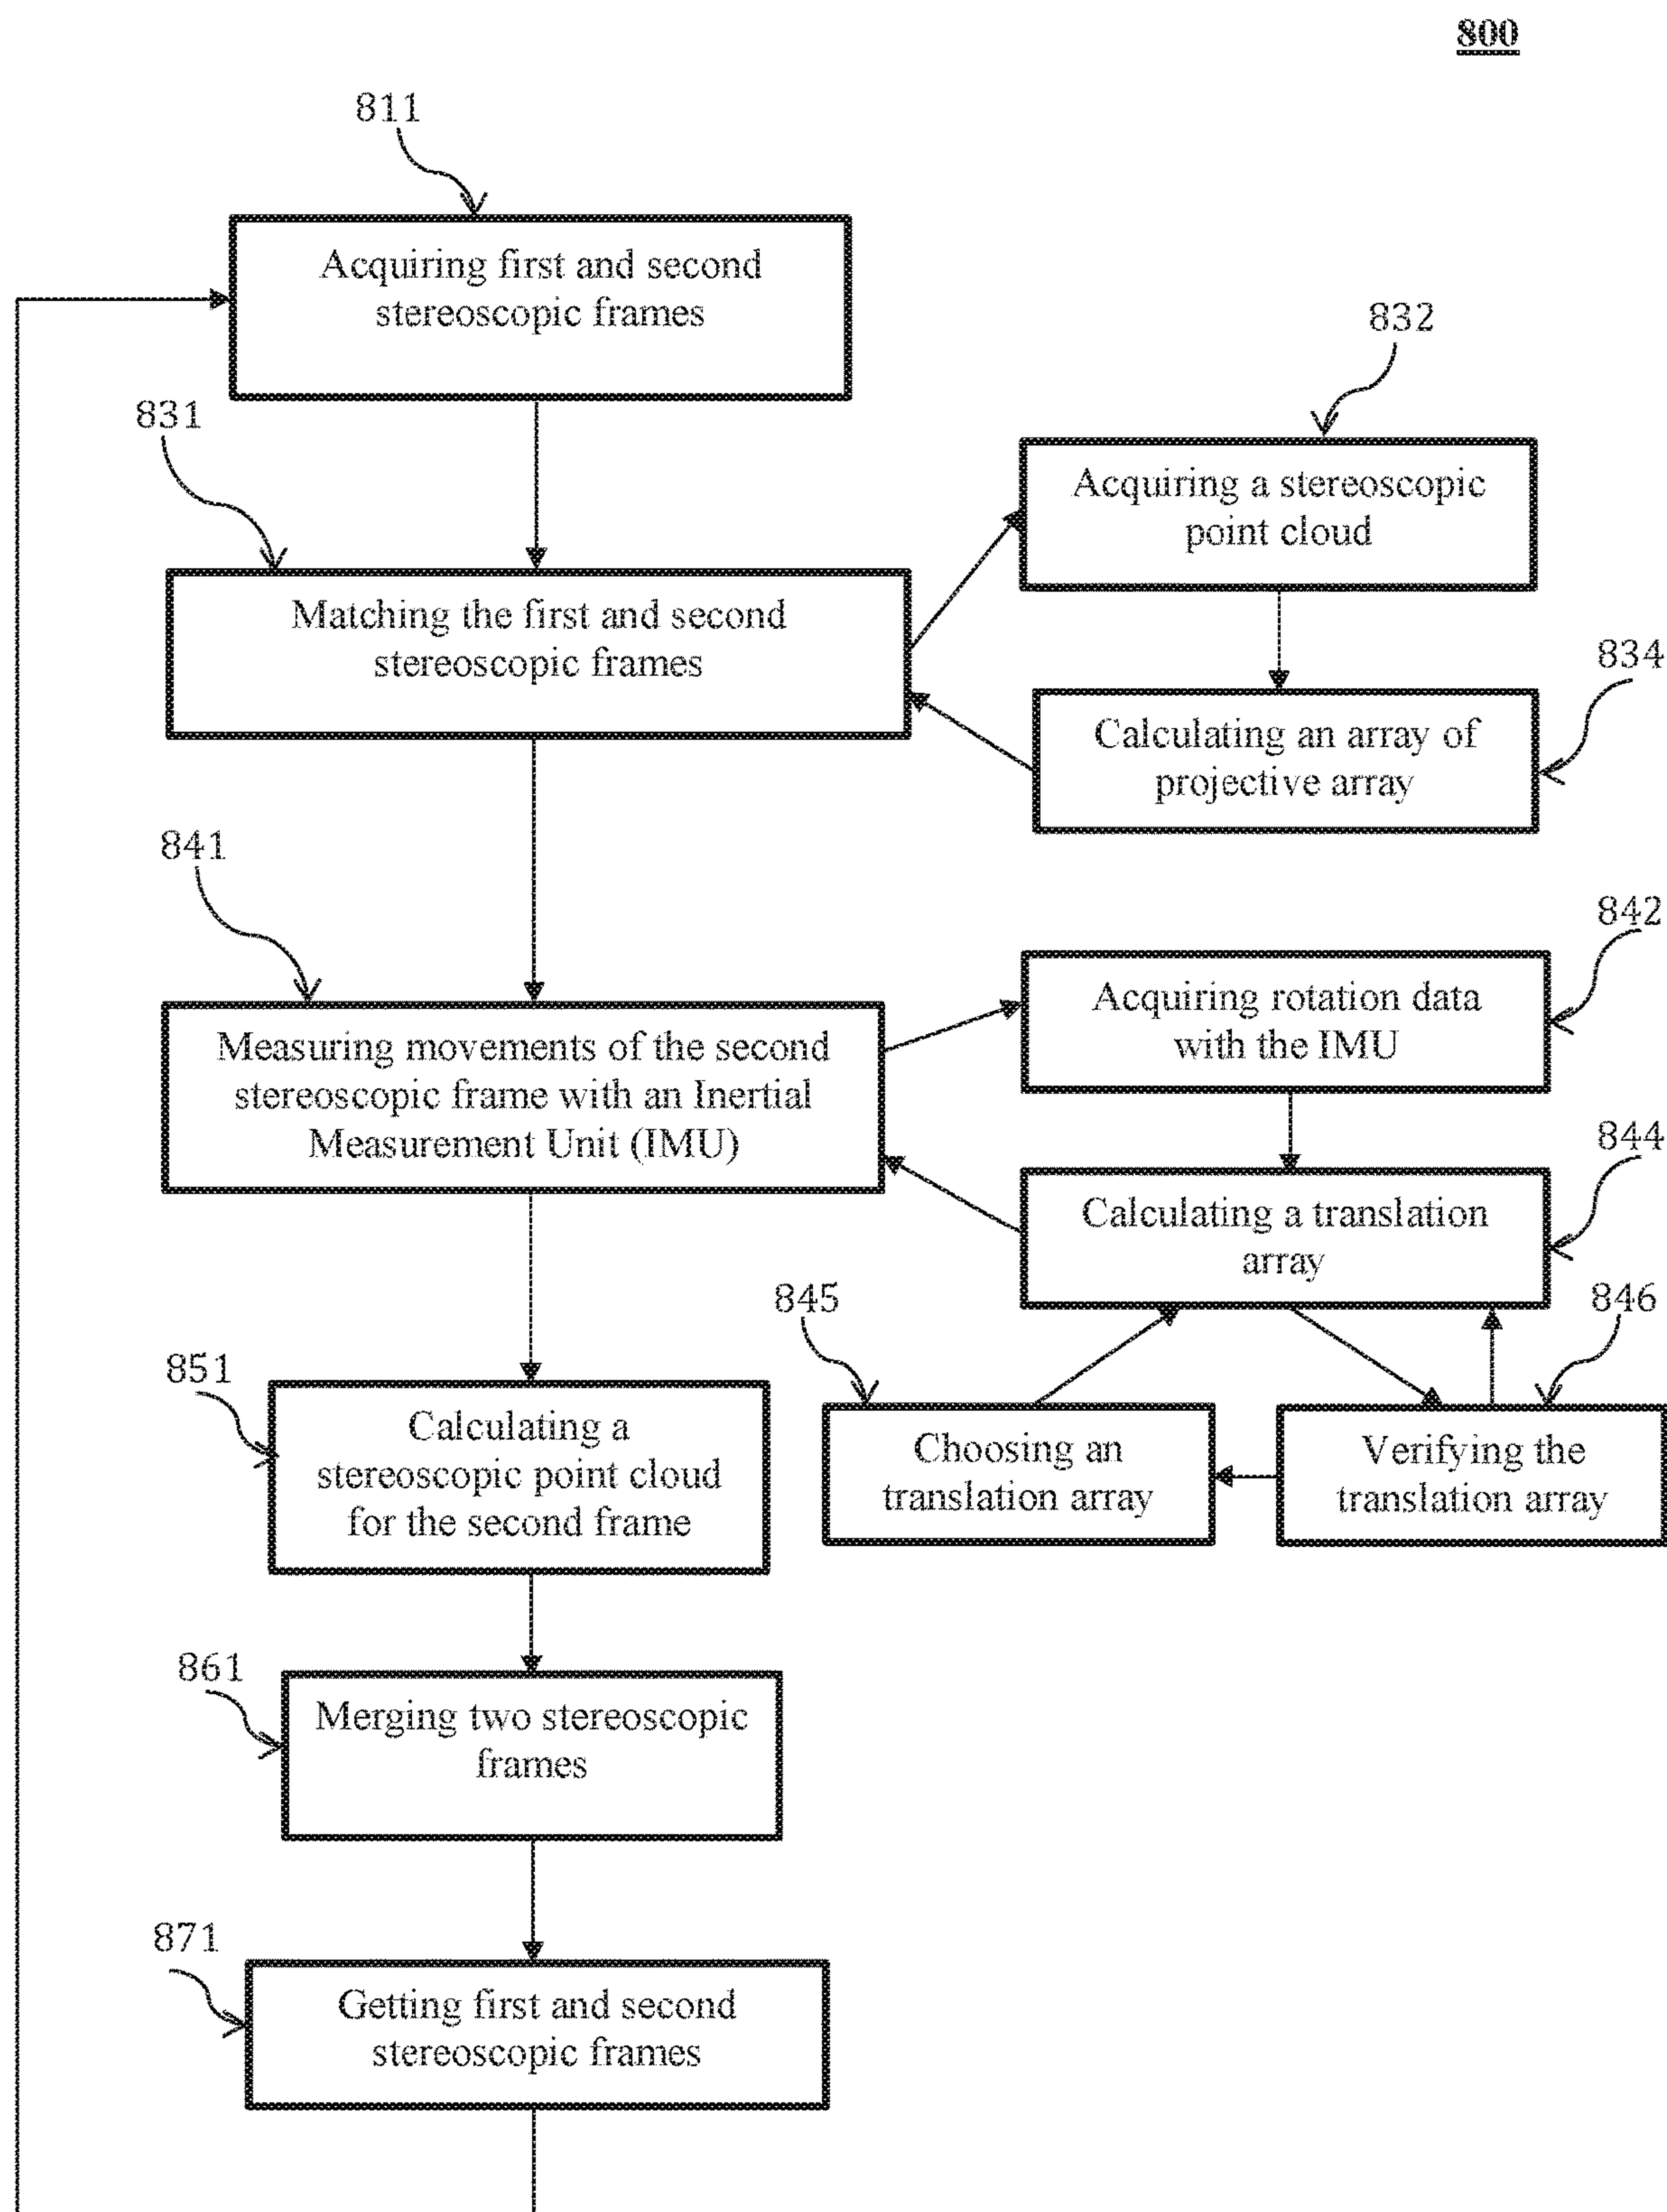 800
811
Acquiring first and second
stereoscopic frames
832
831
Acquiring a stereoscopic
point cloud
Matching the first and second
stereoscopic frames
834
Calculating an array of
projective array
841
842
Acquiring rotation data
with the IMU
Measuring movements of the second
stereoscopic frame with an Inertial
Measurement Unit (IMU)
844
Calculating a translation
array
845
846
851
Calculating a
stereoscopic point cloud
for the second frame
Choosing an
translation array
Verifying the
translation array
861
Merging two stereoscopic
frames
871
Getting first and second
stereoscopic frames